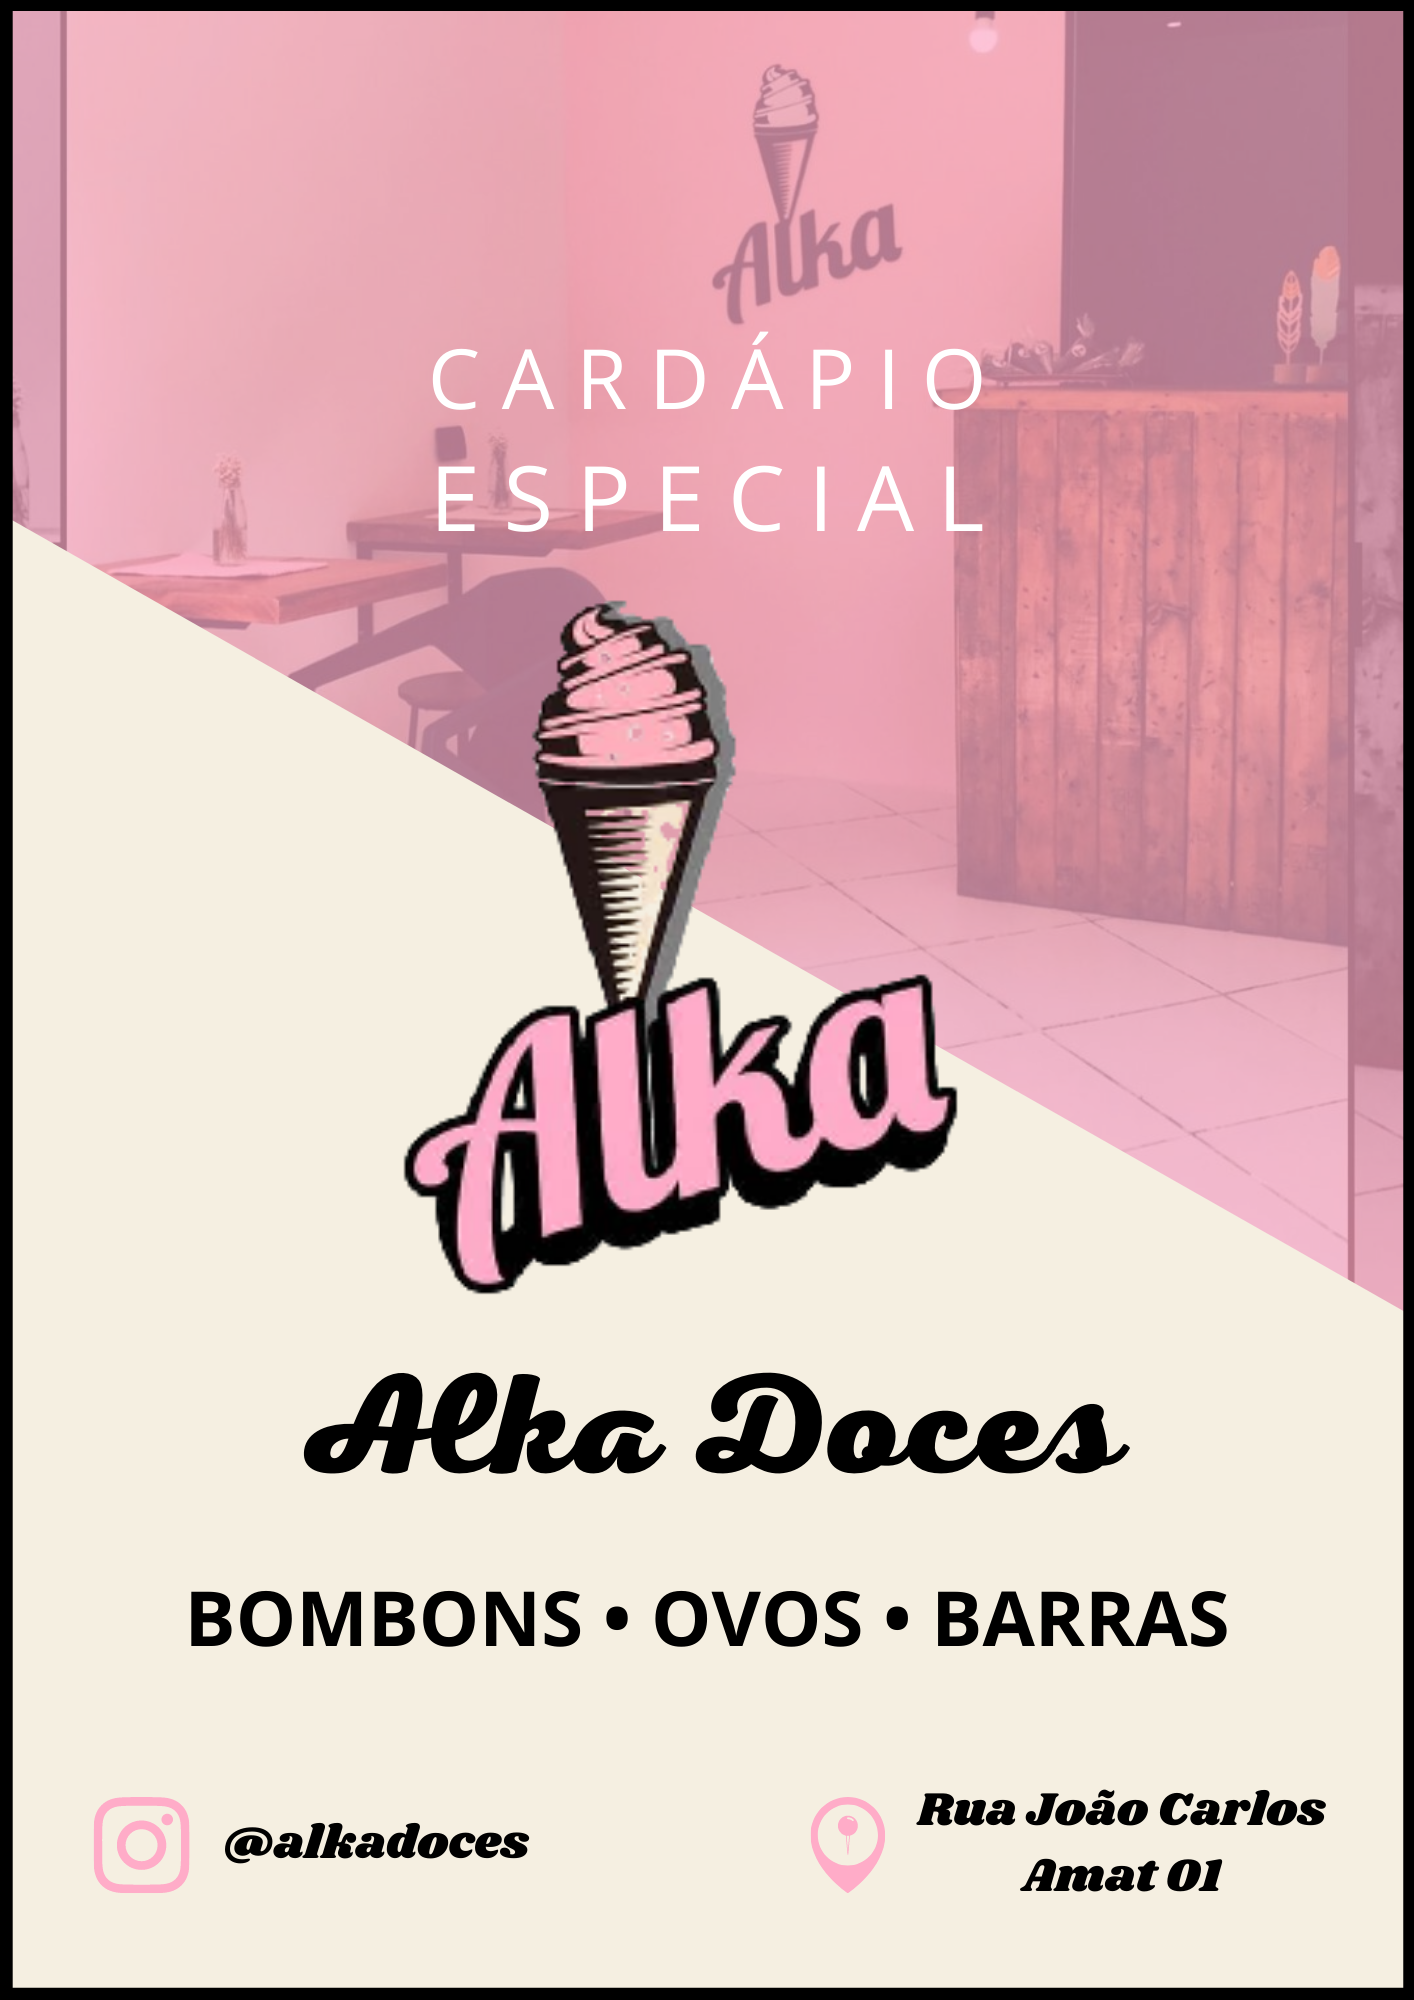 Alka
CARDÁPIO
ESPECIAL
Alka
Alka Doces
BOMBONS • OVOS • BARRAS
@alkadoces
Rua João Carlos
Amat 01